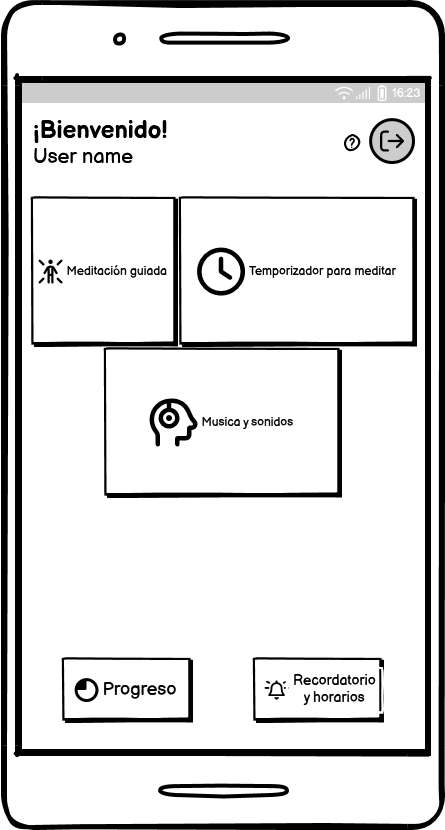 16:23
¡Bienvenido!
User name
?
Meditación guiada
Temporizador para meditar
Musica y sonidos
Progreso
Recordatorio
y horarios